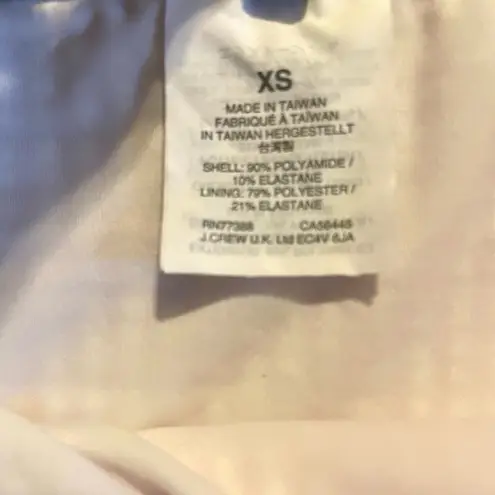 XS
MADE IN TAIWAN
FABRIQUÉ À TAÏWAN
IN TAIWAN HERGESTELLT
台灣製
SHELL: 90% POLYAMIDE /
10% ELASTANE
LINING: 79% POLYESTER /
21% ELASTANE
RN77388 CA56445
J.CREW U.K. Ltd EC4V 6JA